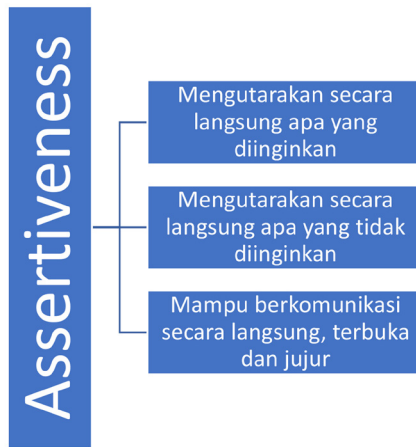 Assertiveness
Mengutarakan secara
langsung apa yang
diinginkan
Mengutarakan secara
langsung apa yang tidak
diinginkan
Mampu berkomunikasi
secara langsung, terbuka
dan jujur